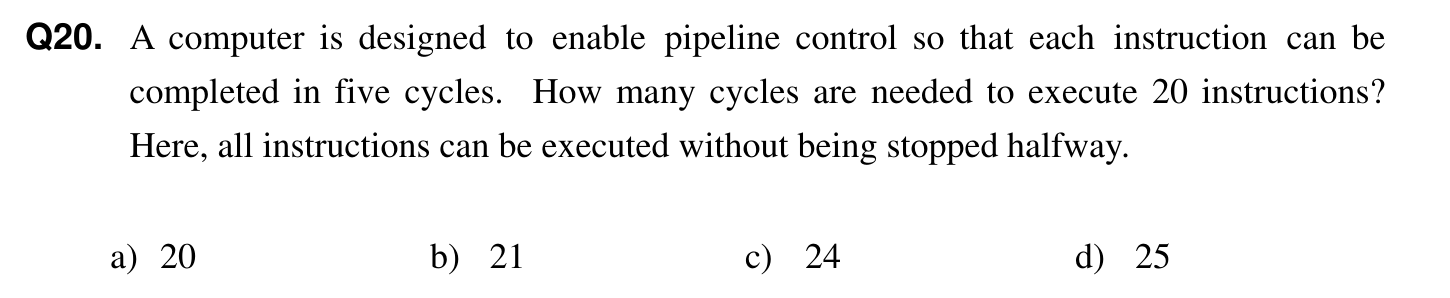 Q20. A computer is designed to enable pipeline control so that each instruction can be
completed in five cycles. How many cycles are needed to execute 20 instructions?
Here, all instructions can be executed without being stopped halfway.
a) 20 b) 21 c) 24 d) 25